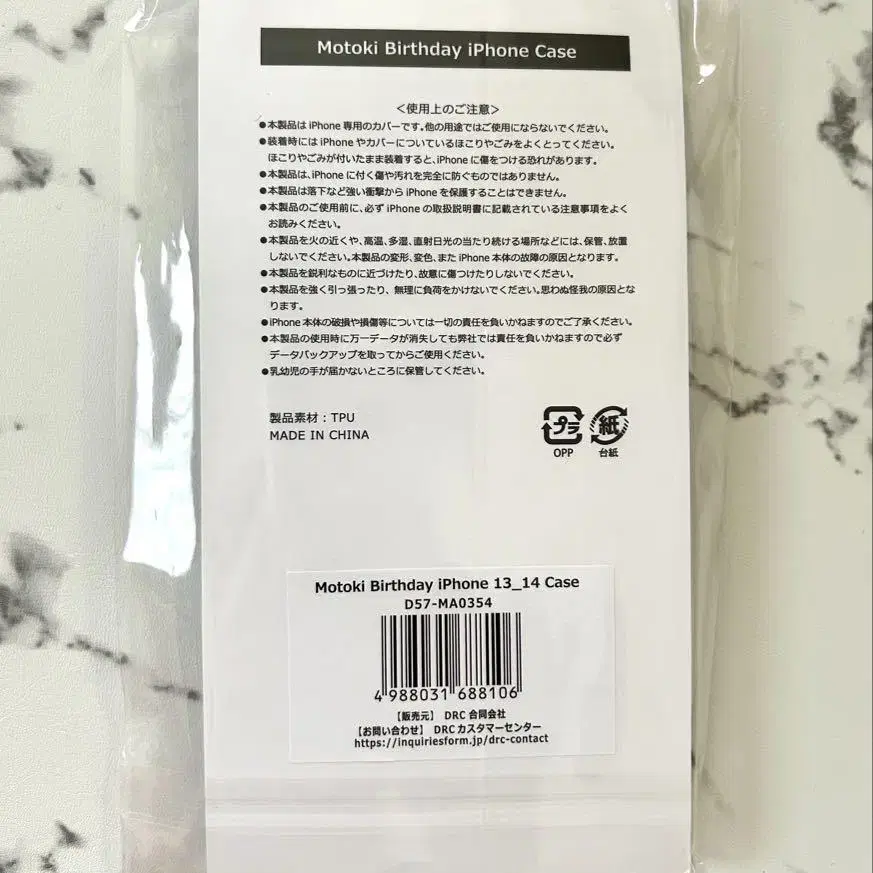 Motoki Birthday iPhone Case
<使用上のご注意>
●本製品は iPhone 専用のカバーです。他の用途ではご使用にならないでください。
●装着時には iPhone やカバーについているほこりやごみをよくとってください。
ほこりやごみが付いたまま装着すると、iPhone に傷をつける恐れがあります。
●本製品は、iPhone に付く傷や汚れを完全に防ぐものではありません。
●本製品は落下など強い衝撃から iPhone を保護することはできません。
●本製品のご使用前に、必ず iPhone の取扱説明書に記載されている注意事項をよく
お読みください。
●本製品を火の近くや、高温、多湿、直射日光の当たり続ける場所などには、保管、放置
しないでください。本製品の変形、変色、また iPhone 本体の故障の原因となります。
●本製品を鋭利なものに近づけたり、故意に傷つけたりしないでください。
●本製品を強く引っ張ったり、無理に負荷をかけないでください。思わぬ怪我の原因とな
ります。
●iPhone 本体の破損や損傷等については一切の責任を負いかねますのでご了承ください。
●本製品の使用時に万一データが消失しても弊社では責任を負いかねますので必ず
データバックアップを取ってからご使用ください。
●乳幼児の手が届かないところに保管してください。
製品素材：TPU
MADE IN CHINA
プラ 紙
OPP 台紙
Motoki Birthday iPhone 13_14 Case
D57-MA0354
4 988031 688106
【販売元】 DRC 合同会社
【お問い合わせ】 DRC カスタマーセンター
https://inquiriesform.jp/drc-contact